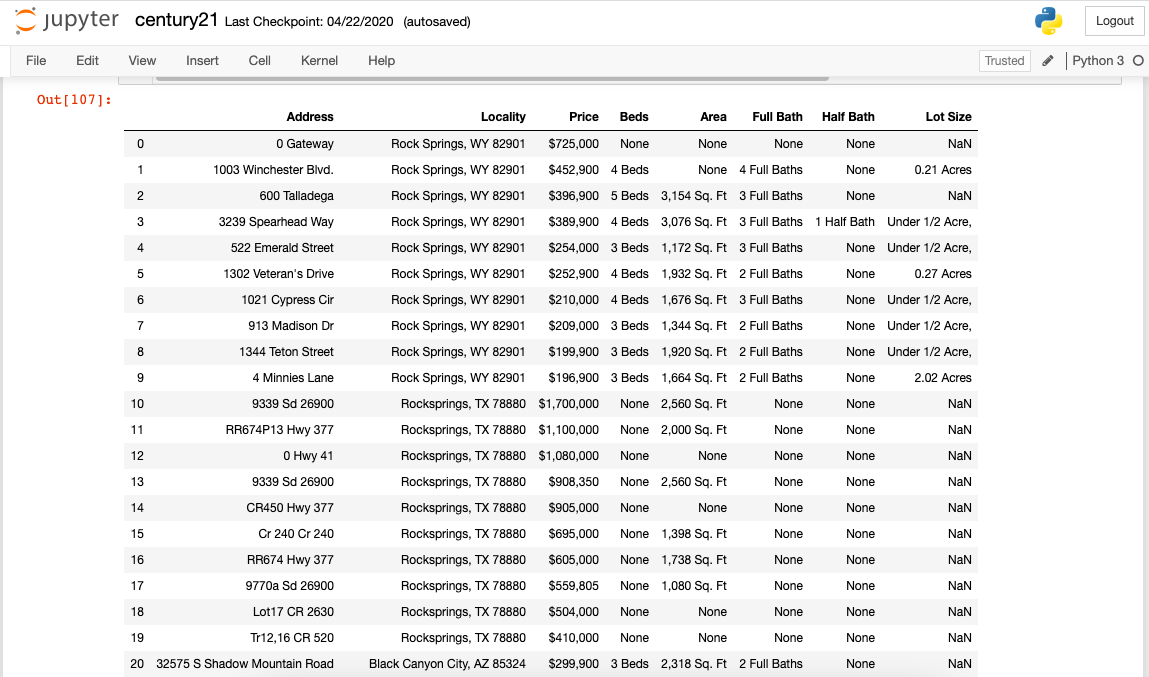 jupyter century21 Last Checkpoint: 04/22/2020 (autosaved) Logout
File Edit View Insert Cell Kernel Help Trusted Python 3
Out[107]:
Address Locality Price Beds Area Full Bath Half Bath Lot Size
0 0 Gateway Rock Springs, WY 82901 $725,000 None None None None NaN
1 1003 Winchester Blvd. Rock Springs, WY 82901 $452,900 4 Beds None 4 Full Baths None 0.21 Acres
2 600 Talladega Rock Springs, WY 82901 $396,900 5 Beds 3,154 Sq. Ft 3 Full Baths None NaN
3 3239 Spearhead Way Rock Springs, WY 82901 $389,900 4 Beds 3,076 Sq. Ft 3 Full Baths 1 Half Bath Under 1/2 Acre,
4 522 Emerald Street Rock Springs, WY 82901 $254,000 3 Beds 1,172 Sq. Ft 3 Full Baths None Under 1/2 Acre,
5 1302 Veteran's Drive Rock Springs, WY 82901 $252,900 4 Beds 1,932 Sq. Ft 2 Full Baths None 0.27 Acres
6 1021 Cypress Cir Rock Springs, WY 82901 $210,000 4 Beds 1,676 Sq. Ft 3 Full Baths None Under 1/2 Acre,
7 913 Madison Dr Rock Springs, WY 82901 $209,000 3 Beds 1,344 Sq. Ft 2 Full Baths None Under 1/2 Acre,
8 1344 Teton Street Rock Springs, WY 82901 $199,900 3 Beds 1,920 Sq. Ft 2 Full Baths None Under 1/2 Acre,
9 4 Minnies Lane Rock Springs, WY 82901 $196,900 3 Beds 1,664 Sq. Ft 2 Full Baths None 2.02 Acres
10 9339 Sd 26900 Rocksprings, TX 78880 $1,700,000 None 2,560 Sq. Ft None None NaN
11 RR674P13 Hwy 377 Rocksprings, TX 78880 $1,100,000 None 2,000 Sq. Ft None None NaN
12 0 Hwy 41 Rocksprings, TX 78880 $1,080,000 None None None None NaN
13 9339 Sd 26900 Rocksprings, TX 78880 $908,350 None 2,560 Sq. Ft None None NaN
14 CR450 Hwy 377 Rocksprings, TX 78880 $905,000 None None None None NaN
15 Cr 240 Cr 240 Rocksprings, TX 78880 $695,000 None 1,398 Sq. Ft None None NaN
16 RR674 Hwy 377 Rocksprings, TX 78880 $605,000 None 1,738 Sq. Ft None None NaN
17 9770a Sd 26900 Rocksprings, TX 78880 $559,805 None 1,080 Sq. Ft None None NaN
18 Lot17 CR 2630 Rocksprings, TX 78880 $504,000 None None None None NaN
19 Tr12,16 CR 520 Rocksprings, TX 78880 $410,000 None None None None NaN
20 32575 S Shadow Mountain Road Black Canyon City, AZ 85324 $299,900 3 Beds 2,318 Sq. Ft 2 Full Baths None NaN